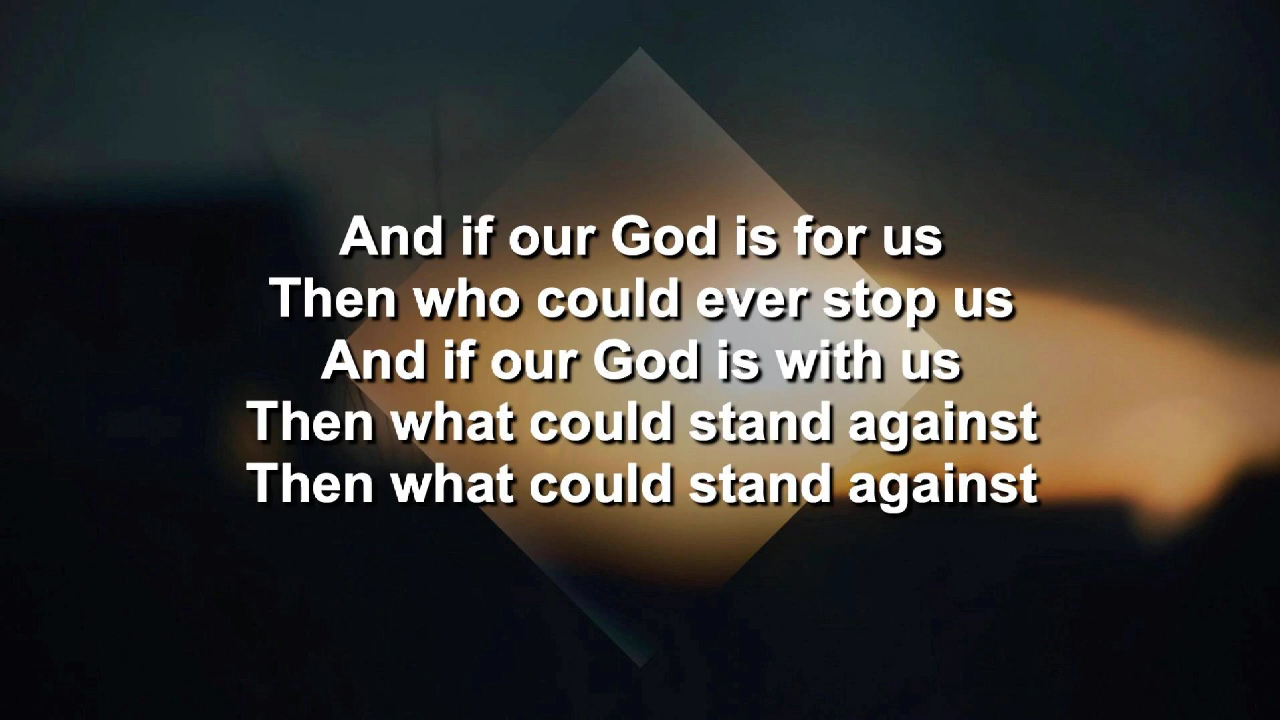 And if our God is for us
Then who could ever stop us
And if our God is with us
Then what could stand against
Then what could stand against